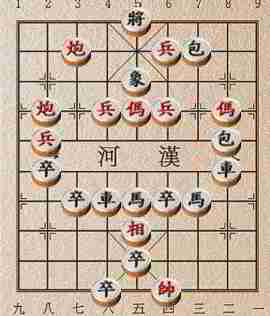 1 2 3 4 5 6 7 8 9
將
炮 兵 包
象
炮 兵 傌 兵 傌
兵 包
河 漢
卒 車
卒 車 馬 卒 馬
相
卒
卒 帥
九 八 七 六 五 四 三 二 一